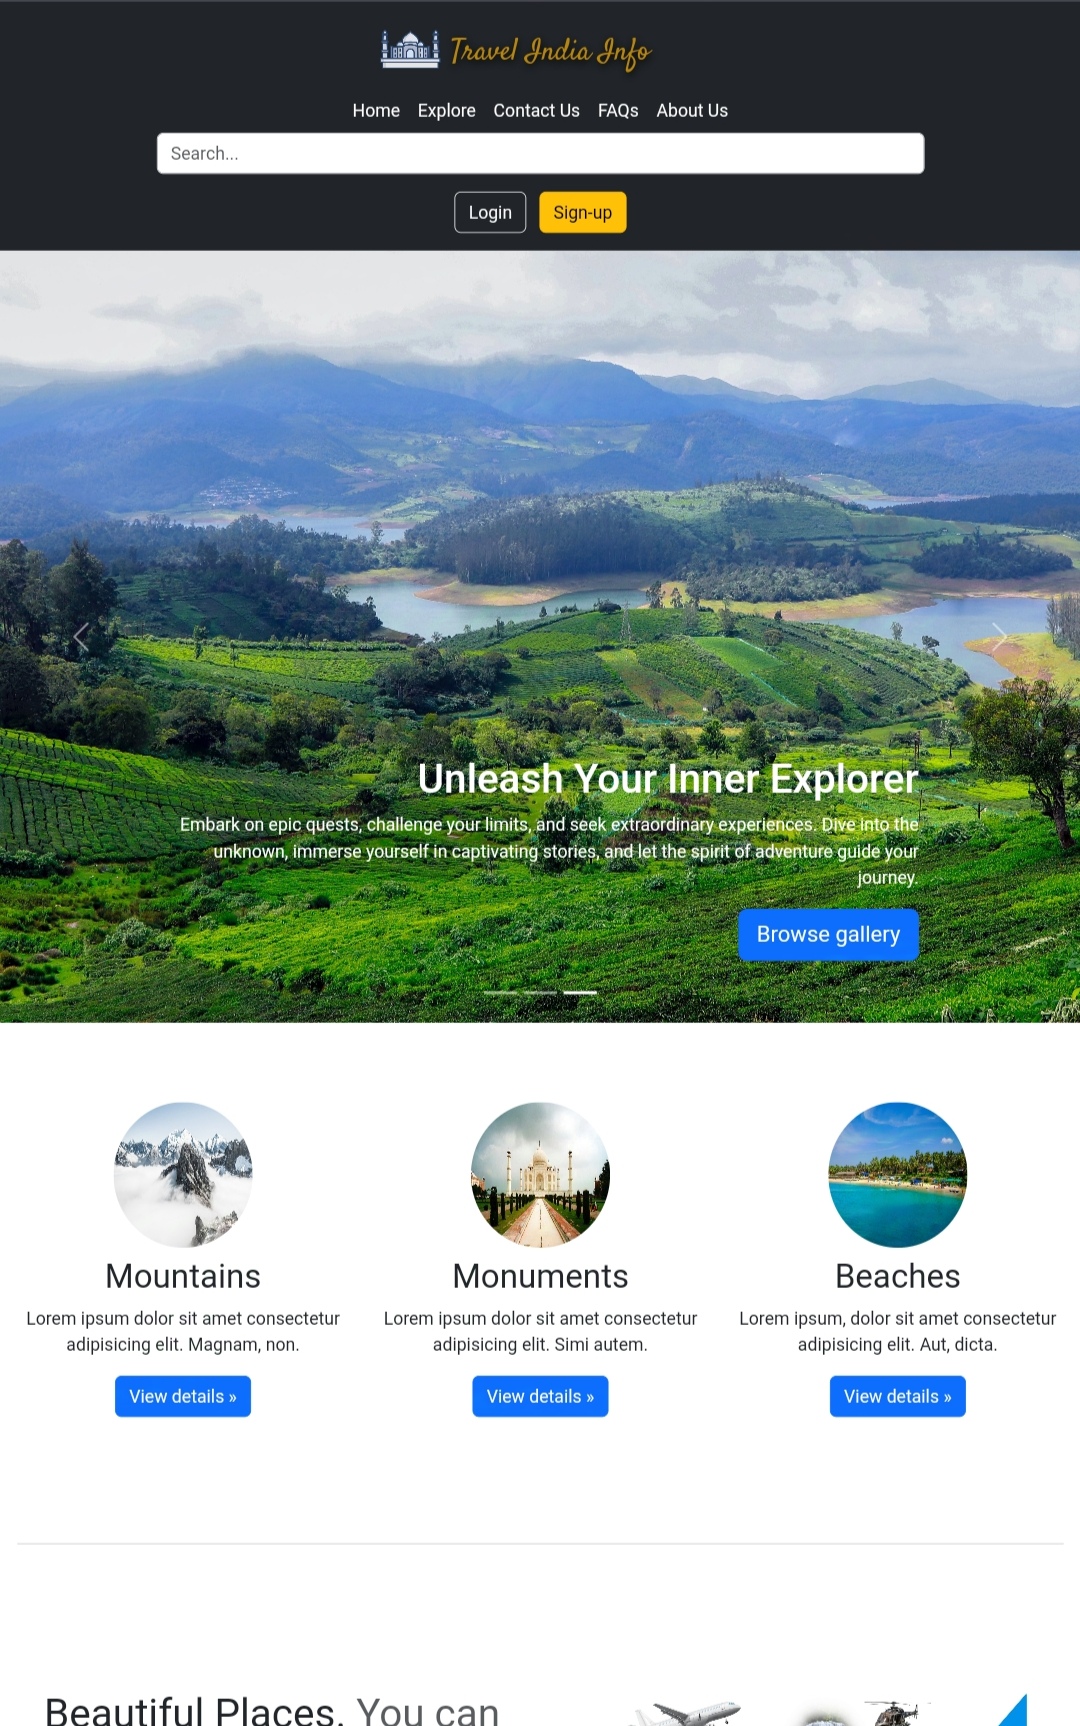 Travel India Info
Home Explore Contact Us FAQs About Us
Search...
Login Sign-up
Unleash Your Inner Explorer
Embark on epic quests, challenge your limits, and seek extraordinary experiences. Dive into the
unknown, immerse yourself in captivating stories, and let the spirit of adventure guide your
journey.
Browse gallery
Mountains
Lorem ipsum dolor sit amet consectetur
adipisicing elit. Magnam, non.
View details »
Monuments
Lorem ipsum dolor sit amet consectetur
adipisicing elit. Simi autem.
View details »
Beaches
Lorem ipsum, dolor sit amet consectetur
adipisicing elit. Aut, dicta.
View details »
Beautiful Places. You can